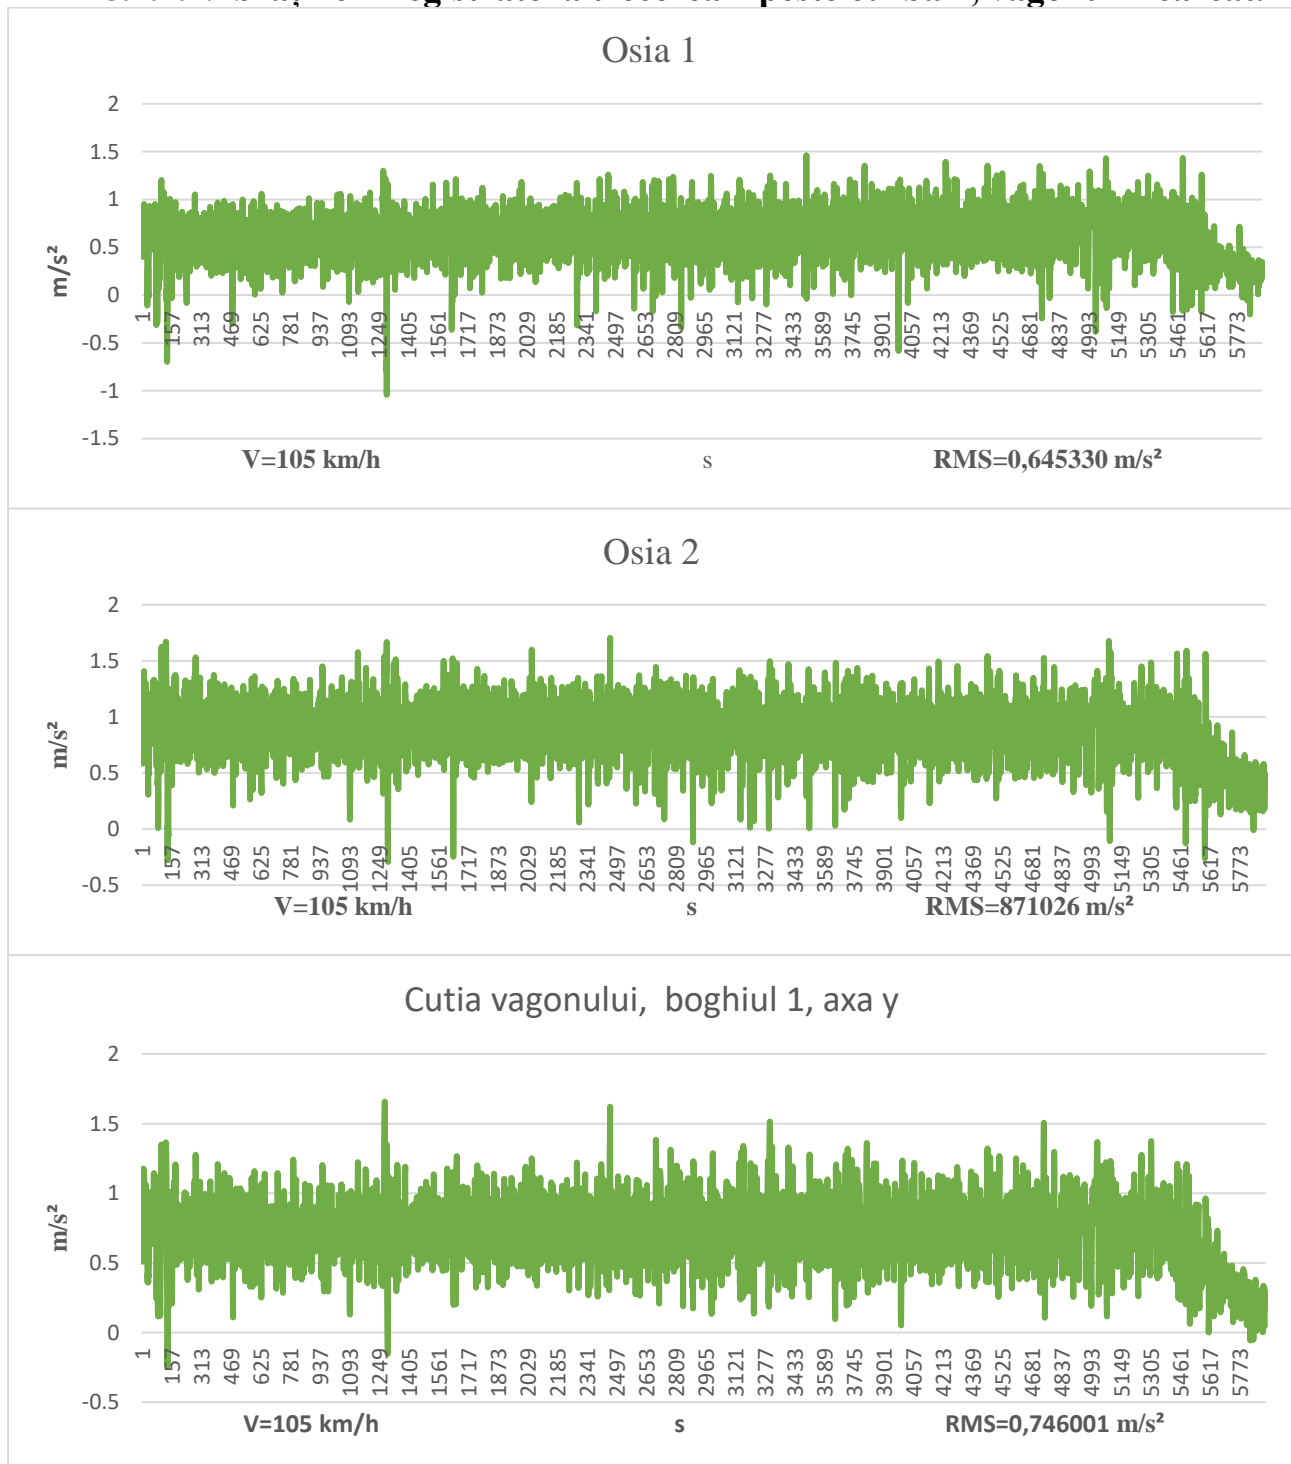 Osia 1
2
1.5
1
0.5
0
-0.5
-1
-1.5
m/s²
1 157 313 469 625 781 937 1093 1249 1405 1561 1717 1873 2029 2185 2341 2497 2653 2809 2965 3121 3277 3433 3589 3745 3901 4057 4213 4369 4525 4681 4837 4993 5149 5305 5461 5617 5773
V=105 km/h s RMS=0,645330 m/s²
Osia 2
2
1.5
1
0.5
0
-0.5
m/s²
1 157 313 469 625 781 937 1093 1249 1405 1561 1717 1873 2029 2185 2341 2497 2653 2809 2965 3121 3277 3433 3589 3745 3901 4057 4213 4369 4525 4681 4837 4993 5149 5305 5461 5617 5773
V=105 km/h s RMS=871026 m/s²
Cutia vagonului, boghiul 1, axa y
2
1.5
1
0.5
0
-0.5
m/s²
1 157 313 469 625 781 937 1093 1249 1405 1561 1717 1873 2029 2185 2341 2497 2653 2809 2965 3121 3277 3433 3589 3745 3901 4057 4213 4369 4525 4681 4837 4993 5149 5305 5461 5617 5773
V=105 km/h s RMS=0,746001 m/s²